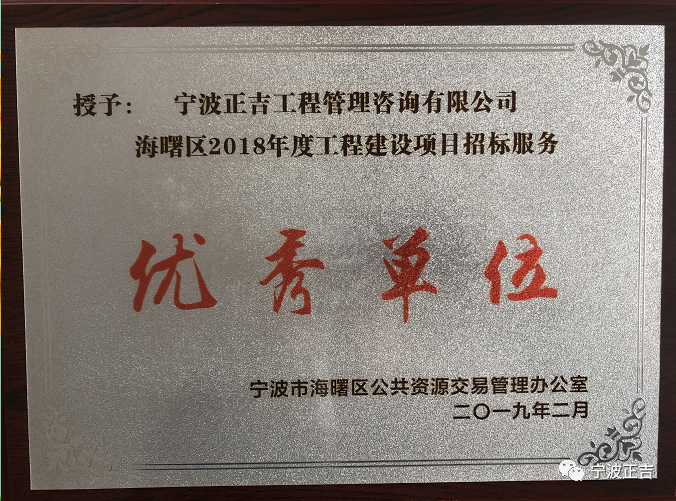 授予： 宁波正吉工程管理咨询有限公司
海曙区2018年度工程建设项目招标服务
优秀单位
宁波市海曙区公共资源交易管理办公室
二〇一九年二月
宁波正吉